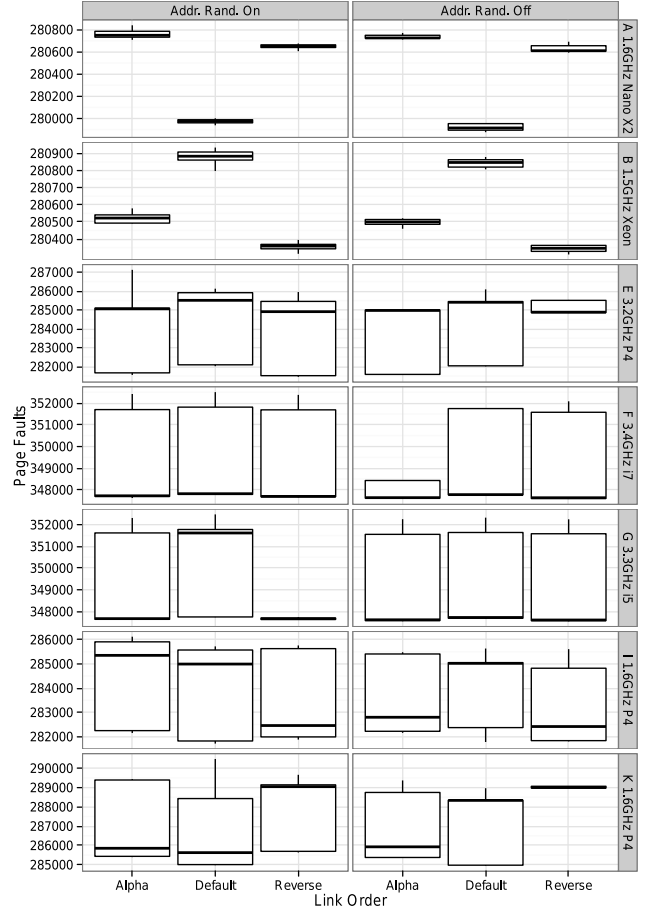 Addr. Rand. On
Addr. Rand. Off
280800
280600
280400
280200
280000
A 1.6GHz Nano X2
280900
280800
280700
280600
280500
280400
B 1.5GHz Xeon
287000
286000
285000
284000
283000
282000
E 3.2GHz P4
352000
351000
350000
349000
348000
F 3.4GHz i7
352000
351000
350000
349000
348000
G 3.3GHz i5
286000
285000
284000
283000
282000
I 1.6GHz P4
290000
289000
288000
287000
286000
285000
K 1.6GHz P4
Page Faults
Alpha
Default
Reverse
Alpha
Default
Reverse
Link Order